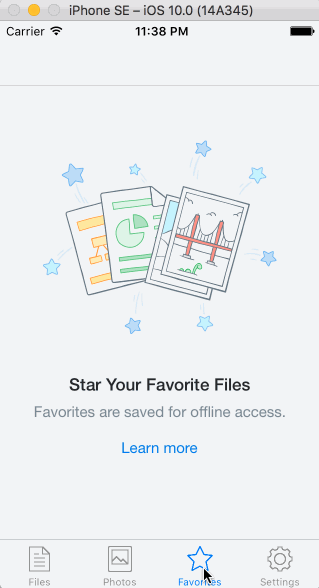 iPhone SE – iOS 10.0 (14A345)
Carrier 11:38 PM
Star Your Favorite Files
Favorites are saved for offline access.
Learn more
Files Photos Favorites Settings